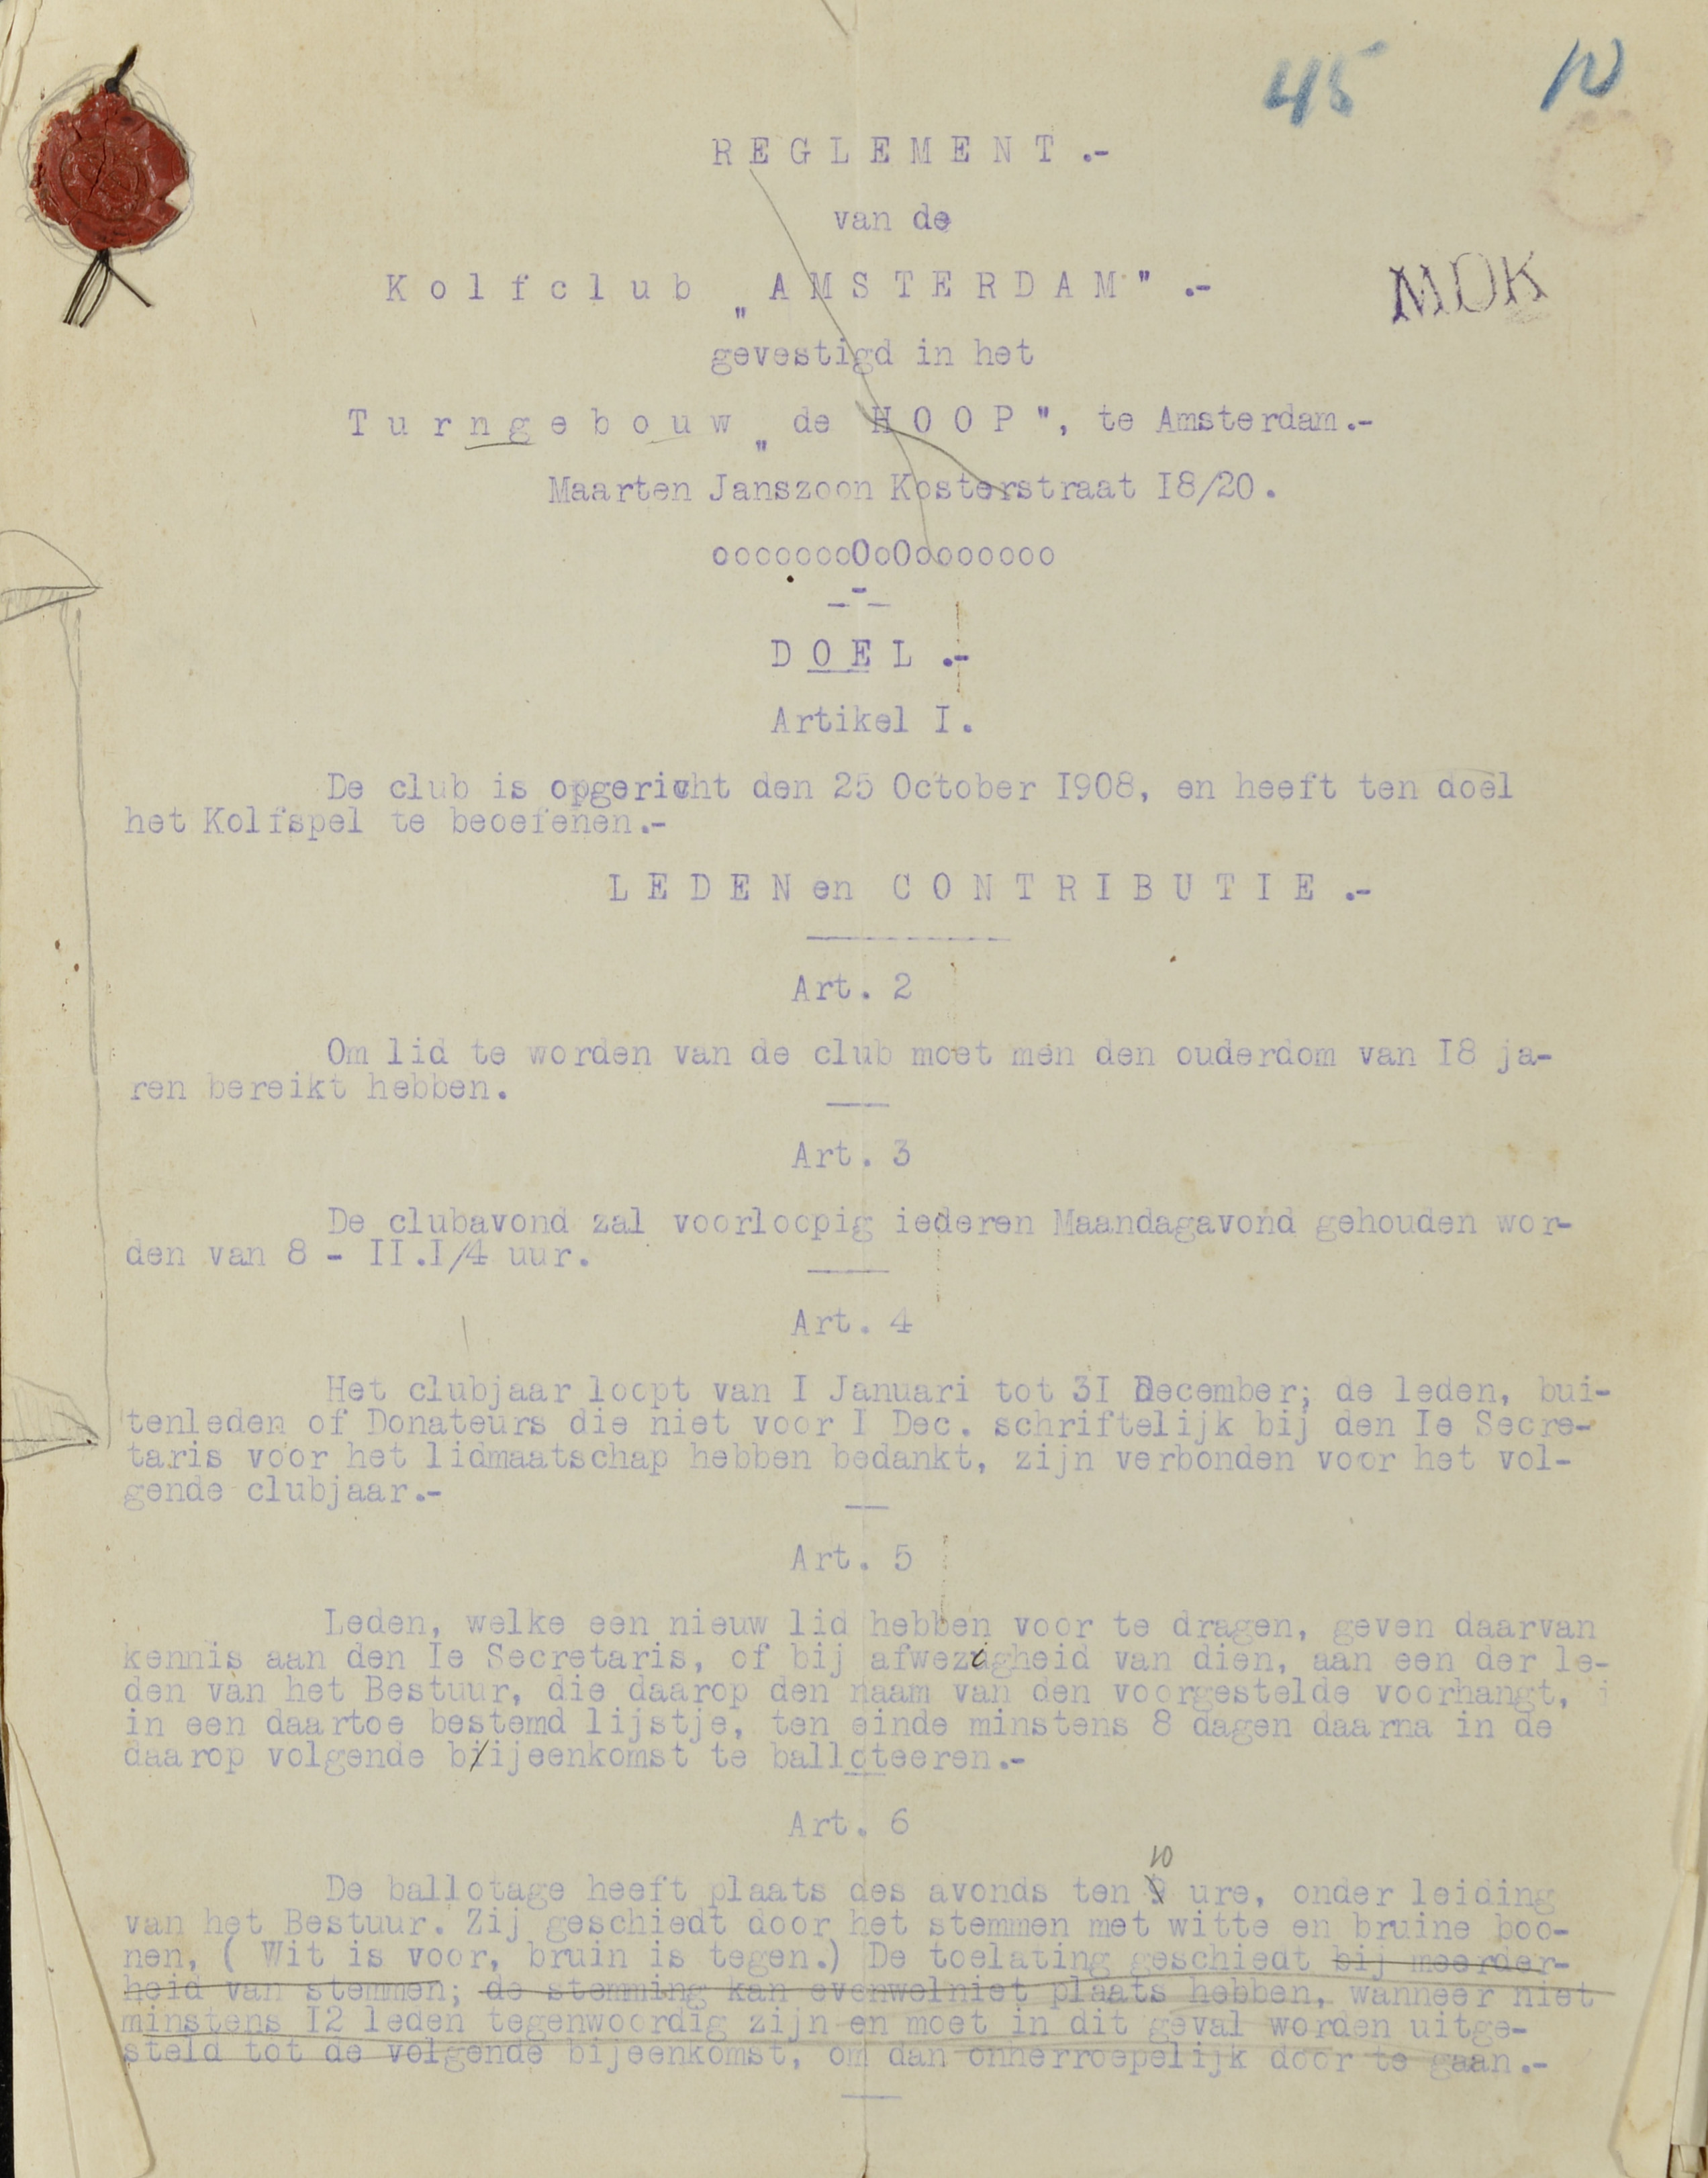 45 10
REGLEMENT.-
van de
Kolfclub „AMSTERDAM".-
MOK
gevestigd in het
Turngebouw „de HOOP", te Amsterdam.-
Maarten Janszoon Kosterstraat I8/20.
oooooooOoOooooooo
DOEL.-
Artikel I.
De club is opgericht den 25 October I908, en heeft ten doel
het Kolfspel te beoefenen.-
LEDEN en CONTRIBUTIE.-
Art. 2
Om lid te worden van de club moet men den ouderdom van I8 ja-
ren bereikt hebben.
Art. 3
De clubavond zal voorloopig iederen Maandagavond gehouden wor-
den van 8 - II.I/4 uur.
Art. 4
Het clubjaar loopt van I Januari tot 3I December; de leden, bui-
tenleden of Donateurs die niet voor I Dec. schriftelijk bij den Ie Secre-
taris voor het lidmaatschap hebben bedankt, zijn verbonden voor het vol-
gende clubjaar.-
Art. 5
Leden, welke een nieuw lid hebben voor te dragen, geven daarvan
kennis aan den Ie Secretaris, of bij afwezigheid van dien, aan een der le-
den van het Bestuur, die daarop den naam van den voorgestelde voorhangt,
in een daartoe bestemd lijstje, ten einde minstens 8 dagen daarna in de
daarop volgende bijeenkomst te balloteeren.-
Art. 6
10
De ballotage heeft plaats des avonds ten 9 ure, onder leiding
van het Bestuur. Zij geschiedt door het stemmen met witte en bruine boo-
nen, ( Wit is voor, bruin is tegen.) De toelating geschiedt bij meerder-
heid van stemmen; de stemming kan evenwelniet plaats hebben, wanneer niet
minstens I2 leden tegenwoordig zijn en moet in dit geval worden uitge-
steld tot de volgende bijeenkomst, om dan onherroepelijk door te gaan.-